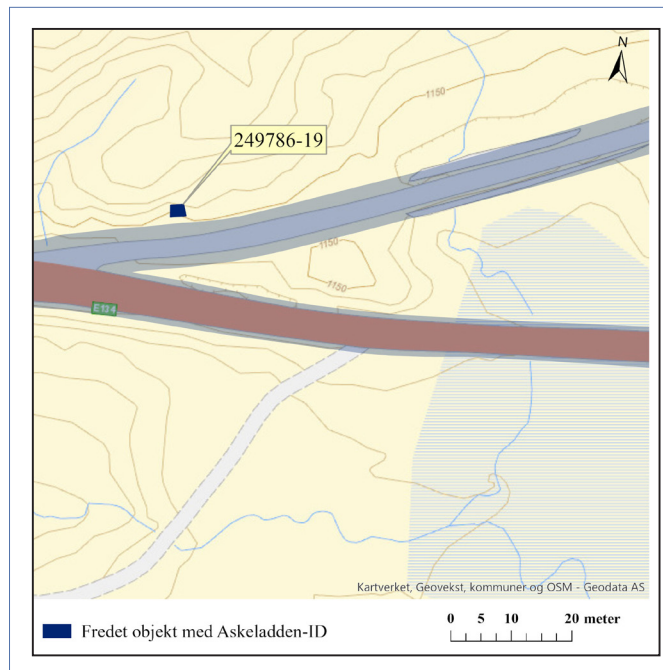 N
1150
249786-19
1150
1150
E134
Kartverket, Geovekst, kommuner og OSM - Geodata AS
Fredet objekt med Askeladden-ID
0 5 10 20 meter